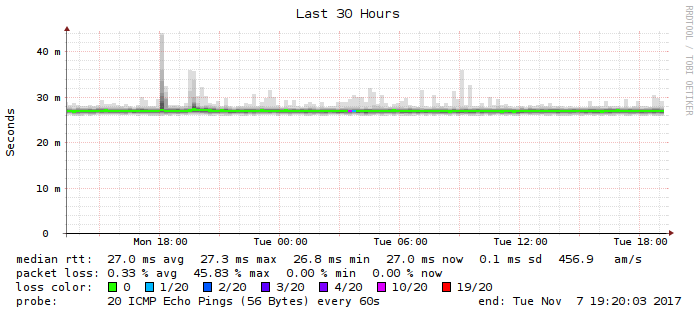 Last 30 Hours
RRDTOOL / TOBI OETIKER
Seconds
40 m
30 m
20 m
10 m
0
Mon 18:00 Tue 00:00 Tue 06:00 Tue 12:00 Tue 18:00
median rtt: 27.0 ms avg 27.3 ms max 26.8 ms min 27.0 ms now 0.1 ms sd 456.9 am/s
packet loss: 0.33 % avg 45.83 % max 0.00 % min 0.00 % now
loss color: 0 1/20 2/20 3/20 4/20 10/20 19/20
probe: 20 ICMP Echo Pings (56 Bytes) every 60s end: Tue Nov 7 19:20:03 2017